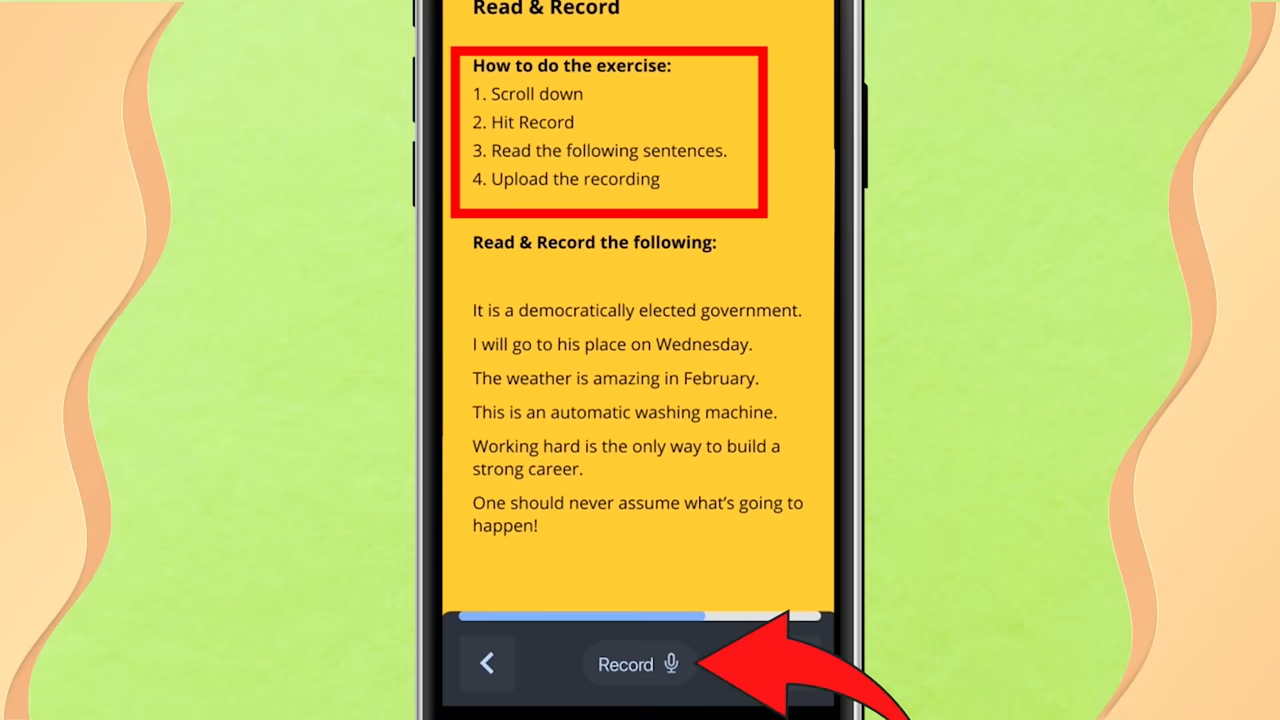 Read & Record
How to do the exercise:
1. Scroll down
2. Hit Record
3. Read the following sentences.
4. Upload the recording
Read & Record the following:
It is a democratically elected government.
I will go to his place on Wednesday.
The weather is amazing in February.
This is an automatic washing machine.
Working hard is the only way to build a
strong career.
One should never assume what’s going to
happen!
Record